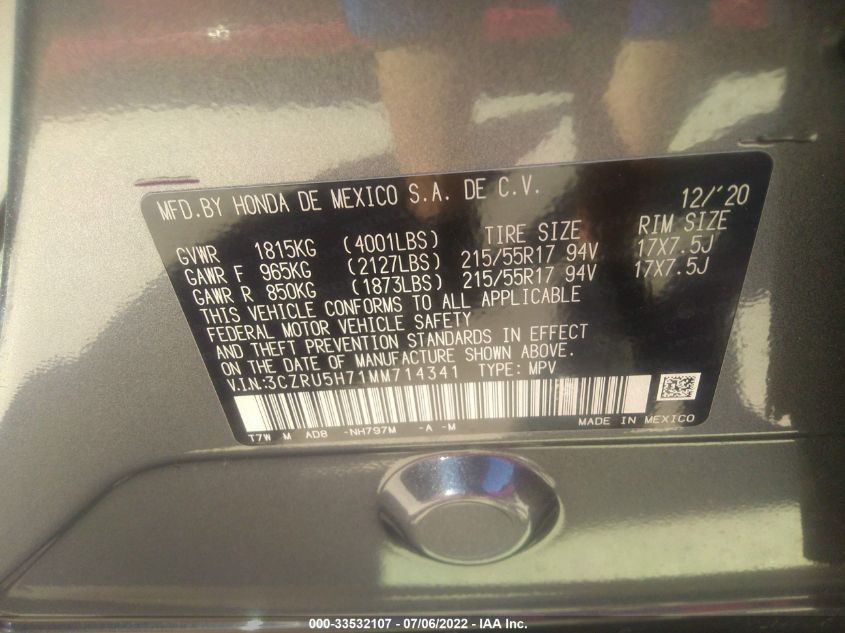 MFD.BY HONDA DE MEXICO S.A. DE C.V. 12/'20
TIRE SIZE RIM SIZE
GVWR 1815KG (4001LBS)
GAWR F 965KG (2127LBS) 215/55R17 94V 17X7.5J
GAWR R 850KG (1873LBS) 215/55R17 94V 17X7.5J
THIS VEHICLE CONFORMS TO ALL APPLICABLE
FEDERAL MOTOR VEHICLE SAFETY
AND THEFT PREVENTION STANDARDS IN EFFECT
ON THE DATE OF MANUFACTURE SHOWN ABOVE.
V.I.N:3CZRU5H71MM714341 TYPE: MPV
T7W M AD8 -NH797M -A -M MADE IN MEXICO
000-33532107 - 07/06/2022 - IAA Inc.